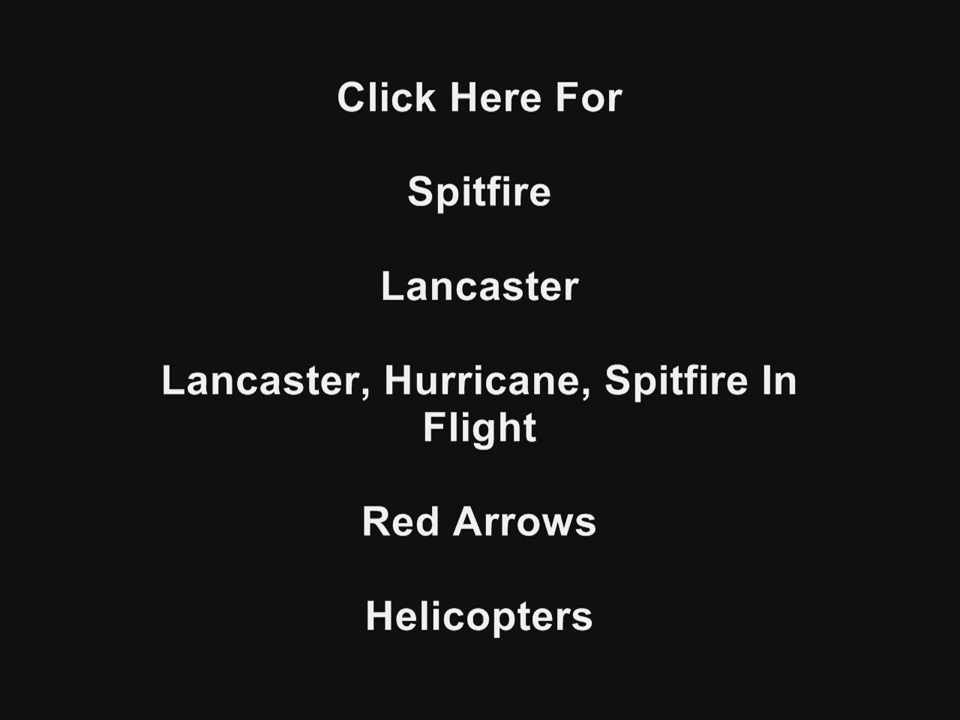 Click Here For
Spitfire
Lancaster
Lancaster, Hurricane, Spitfire In
Flight
Red Arrows
Helicopters